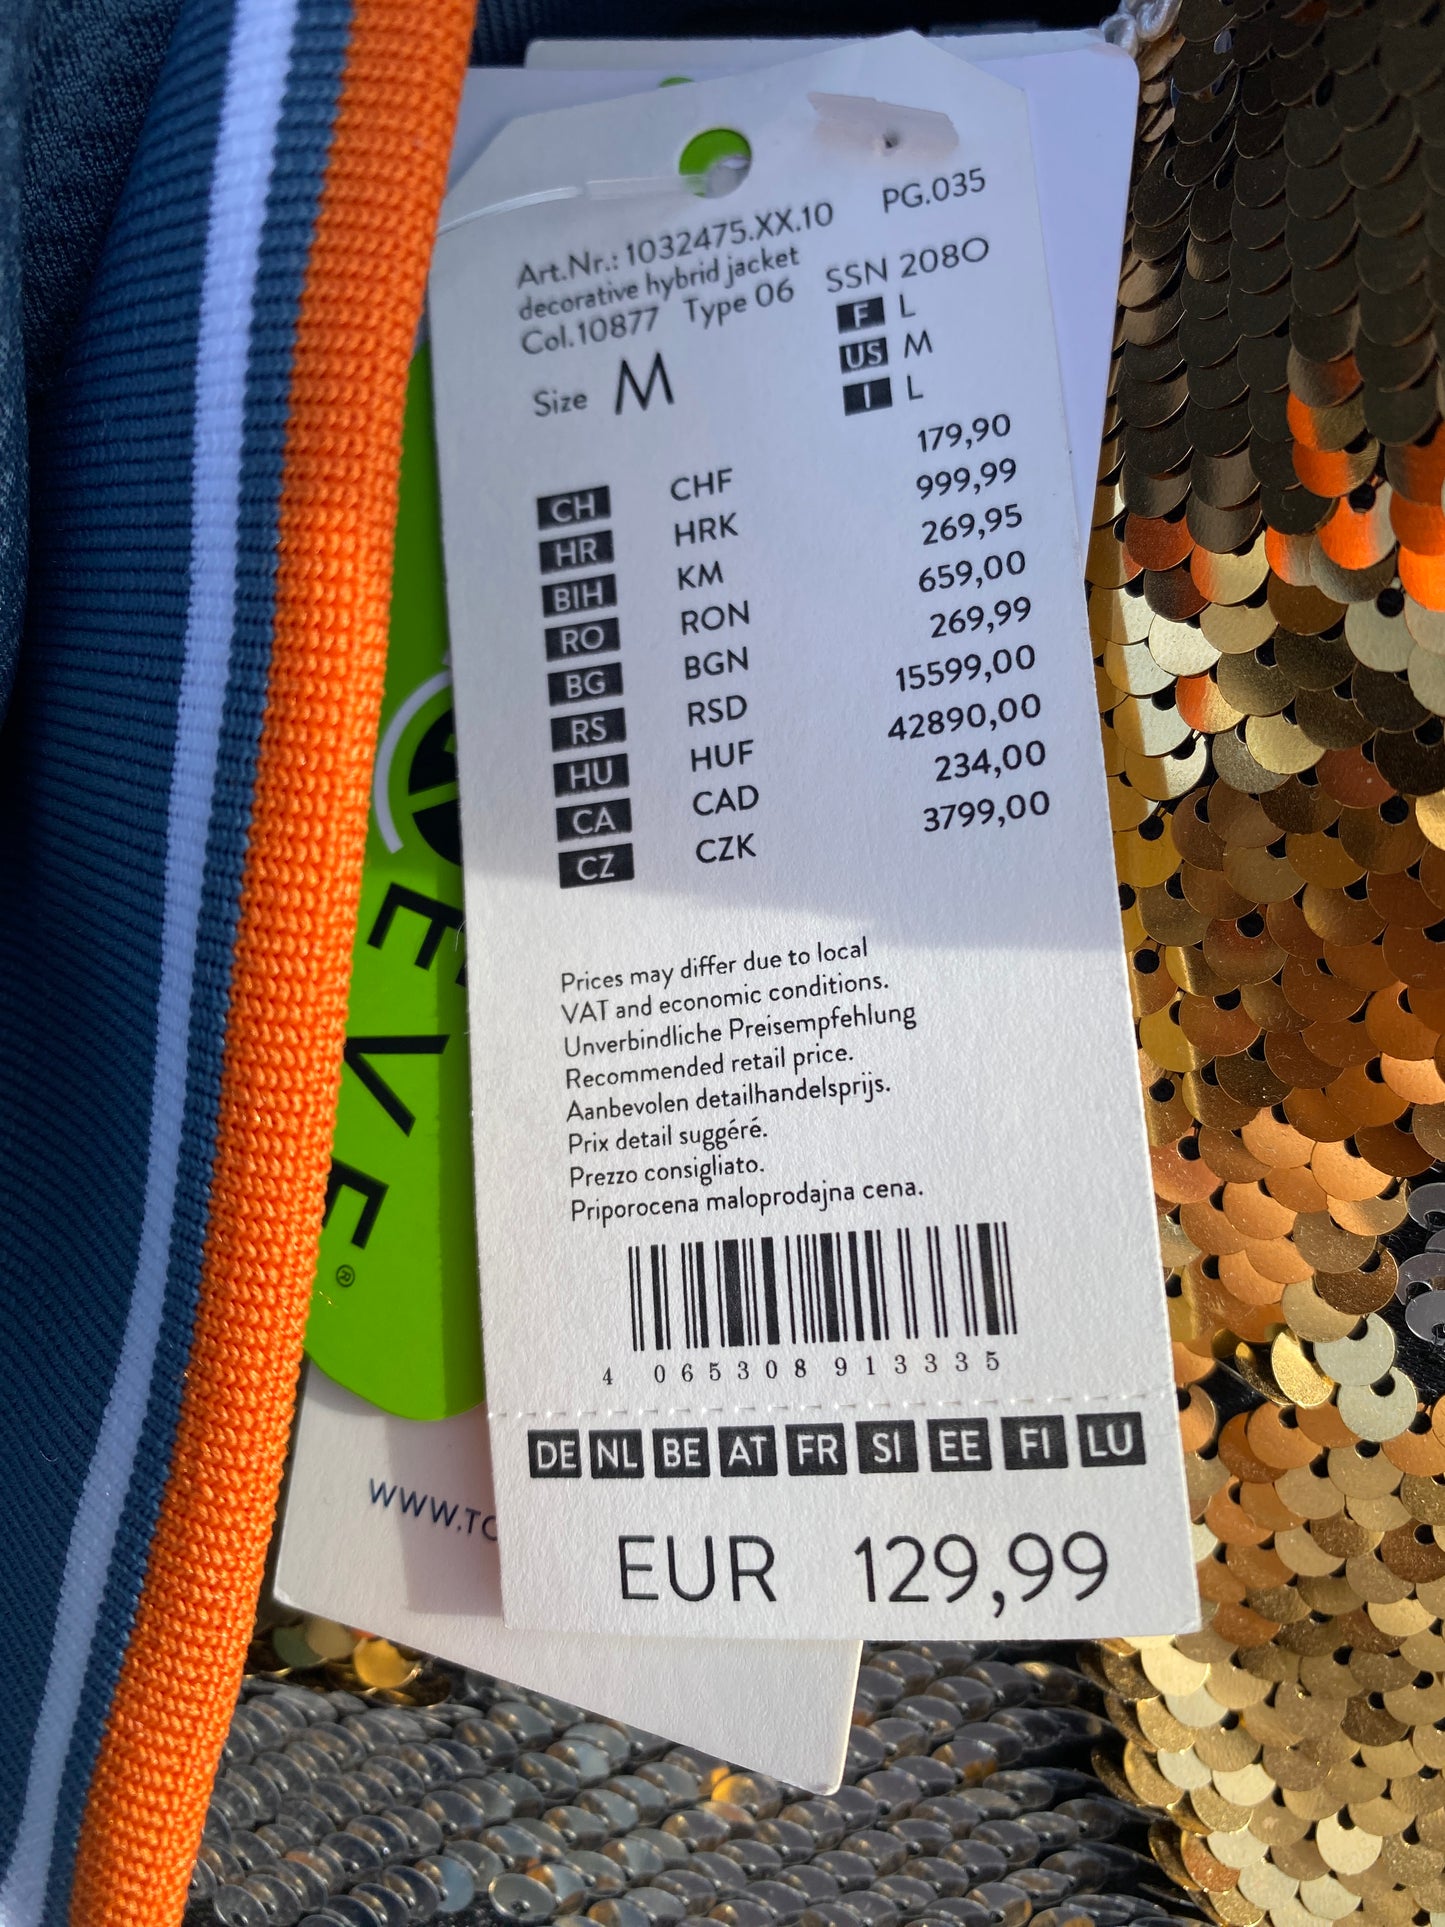 Art.Nr.: 1032475.XX.10 PG.035
decorative hybrid jacket SSN 2080
Col.10877 Type 06 F L
US M
Size M I L
CH CHF 179,90
HR HRK 999,99
BIH KM 269,95
RO RON 659,00
BG BGN 269,99
RS RSD 15599,00
HU HUF 42890,00
CA CAD 234,00
CZ CZK 3799,00
Prices may differ due to local
VAT and economic conditions.
Unverbindliche Preisempfehlung
Recommended retail price.
Aanbevolen detailhandelsprijs.
Prix detail suggéré.
Prezzo consigliato.
Priporocena maloprodajna cena.
4 065308 913335
DE NL BE AT FR SI EE FI LU
EUR 129,99
EVE®
WWW.TO